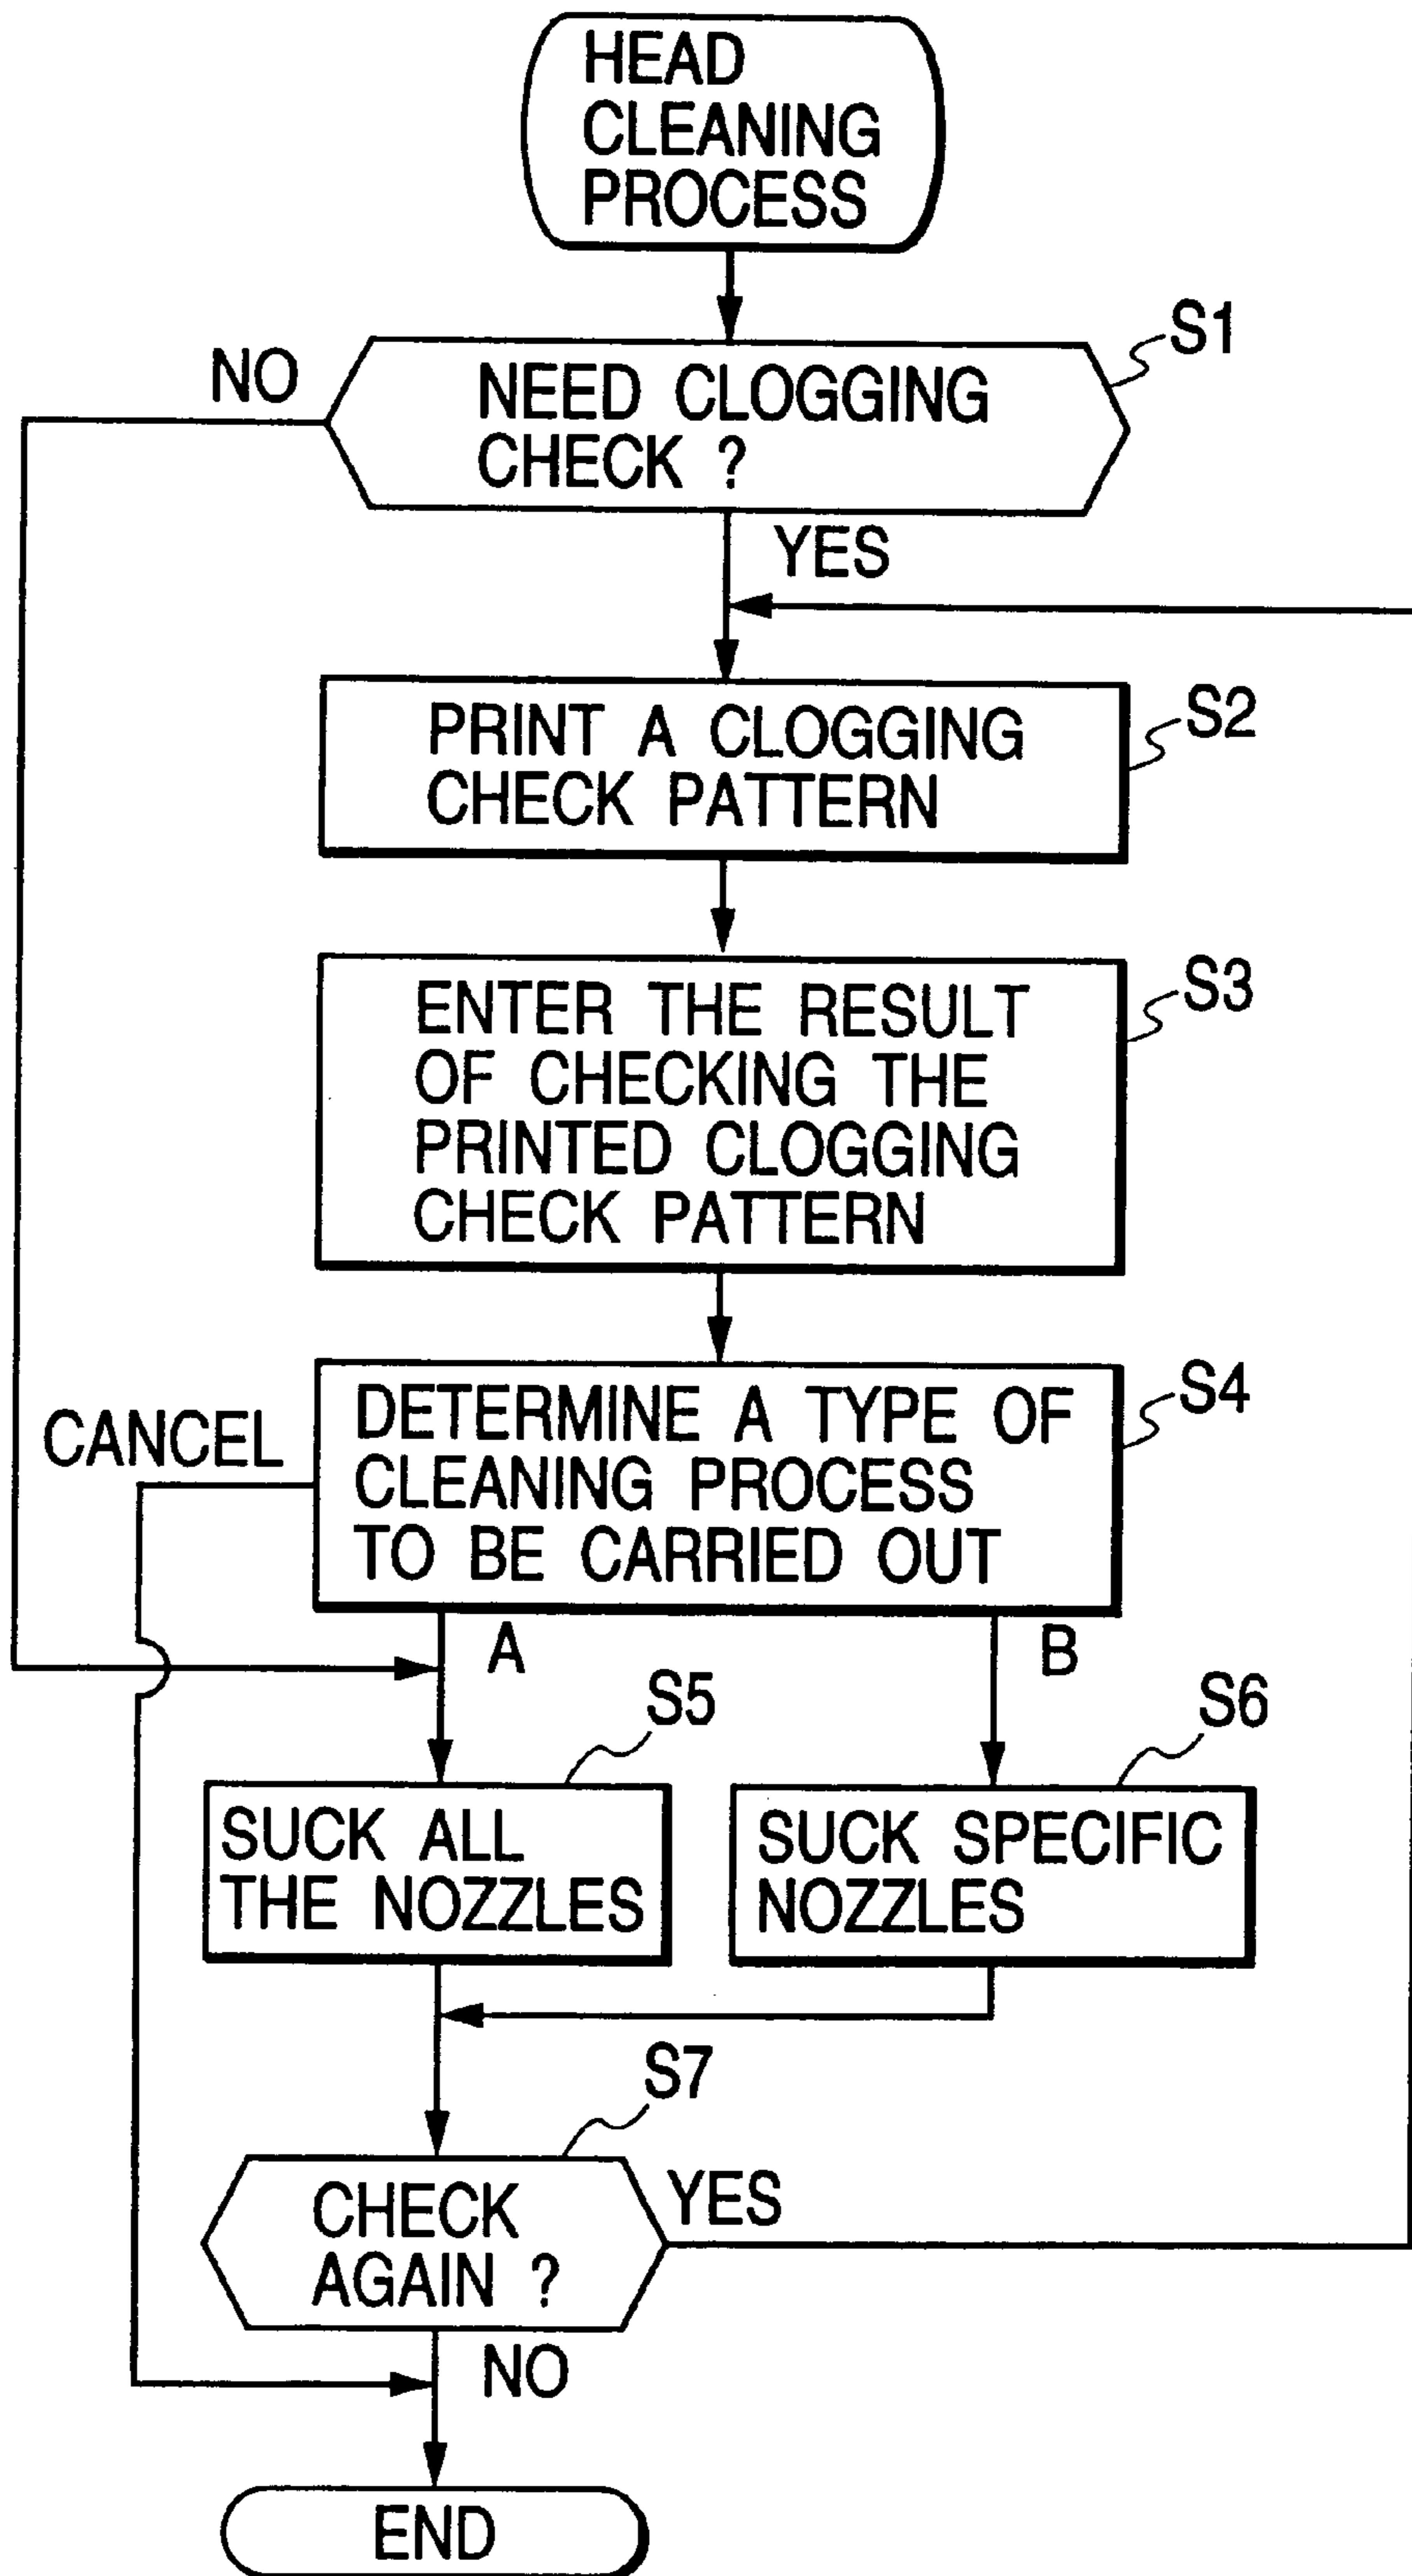 HEAD
CLEANING
PROCESS
S1
NO
NEED CLOGGING
CHECK ?
YES
S2
PRINT A CLOGGING
CHECK PATTERN
S3
ENTER THE RESULT
OF CHECKING THE
PRINTED CLOGGING
CHECK PATTERN
S4
CANCEL
DETERMINE A TYPE OF
CLEANING PROCESS
TO BE CARRIED OUT
A
B
S5
S6
SUCK ALL
THE NOZZLES
SUCK SPECIFIC
NOZZLES
S7
CHECK
AGAIN ?
YES
NO
END